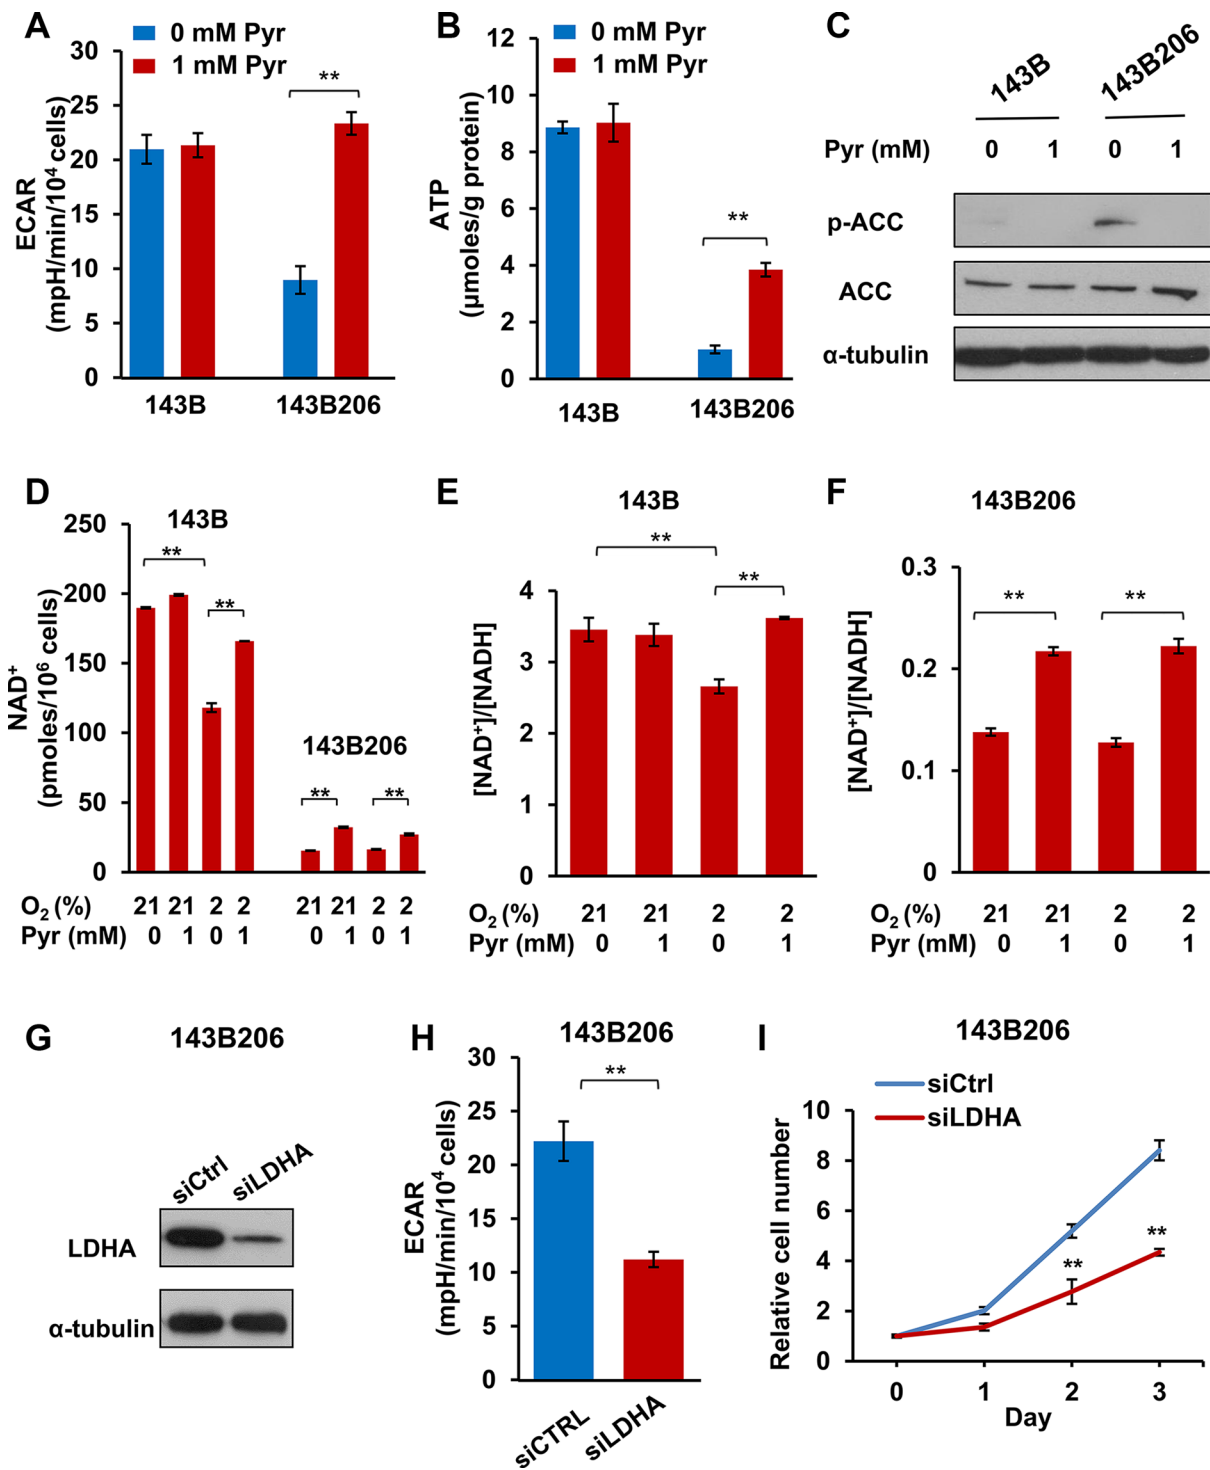 A
0 mM Pyr
1 mM Pyr
ECAR
(mpH/min/10⁴ cells)
30
25
20
15
10
5
0
**
143B
143B206
B
0 mM Pyr
1 mM Pyr
ATP
(µmoles/g protein)
12
10
8
6
4
2
0
**
143B
143B206
C
143B
143B206
Pyr (mM)
0 1 0 1
p-ACC
ACC
α-tubulin
D
143B
NAD⁺
(pmoles/10⁶ cells)
250
200
150
100
50
0
**
**
143B206
**
**
O₂ (%) 21 21 2 2 21 21 2 2
Pyr (mM) 0 1 0 1 0 1 0 1
E
143B
[NAD⁺]/[NADH]
4
3
2
1
0
**
**
O₂ (%) 21 21 2 2
Pyr (mM) 0 1 0 1
F
143B206
[NAD⁺]/[NADH]
0.3
0.2
0.1
0
**
**
O₂ (%) 21 21 2 2
Pyr (mM) 0 1 0 1
G
143B206
siCtrl
siLDHA
LDHA
α-tubulin
H
143B206
ECAR
(mpH/min/10⁴ cells)
30
25
20
15
10
5
0
**
siCTRL
siLDHA
I
143B206
siCtrl
siLDHA
Relative cell number
10
8
6
4
2
0
**
**
0 1 2 3
Day